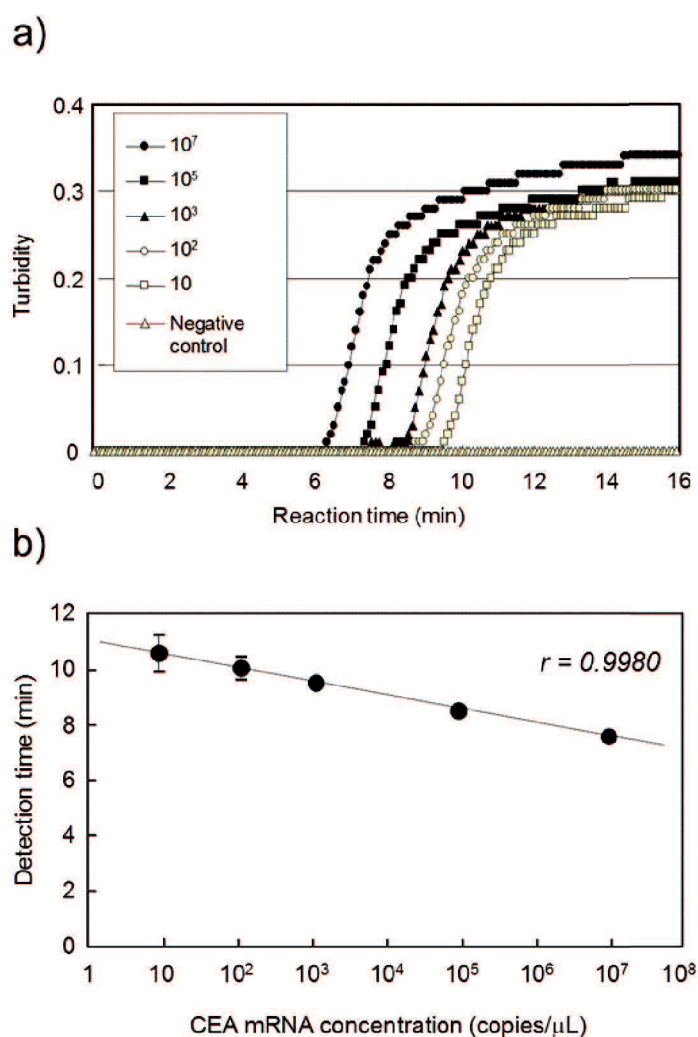 a)
0.4
0.3
0.2
0.1
0
Turbidity
10⁷
10⁵
10³
10²
10
Negative
control
0 2 4 6 8 10 12 14 16
Reaction time (min)
b)
12
10
8
6
4
2
0
Detection time (min)
r = 0.9980
1 10 10² 10³ 10⁴ 10⁵ 10⁶ 10⁷ 10⁸
CEA mRNA concentration (copies/µL)